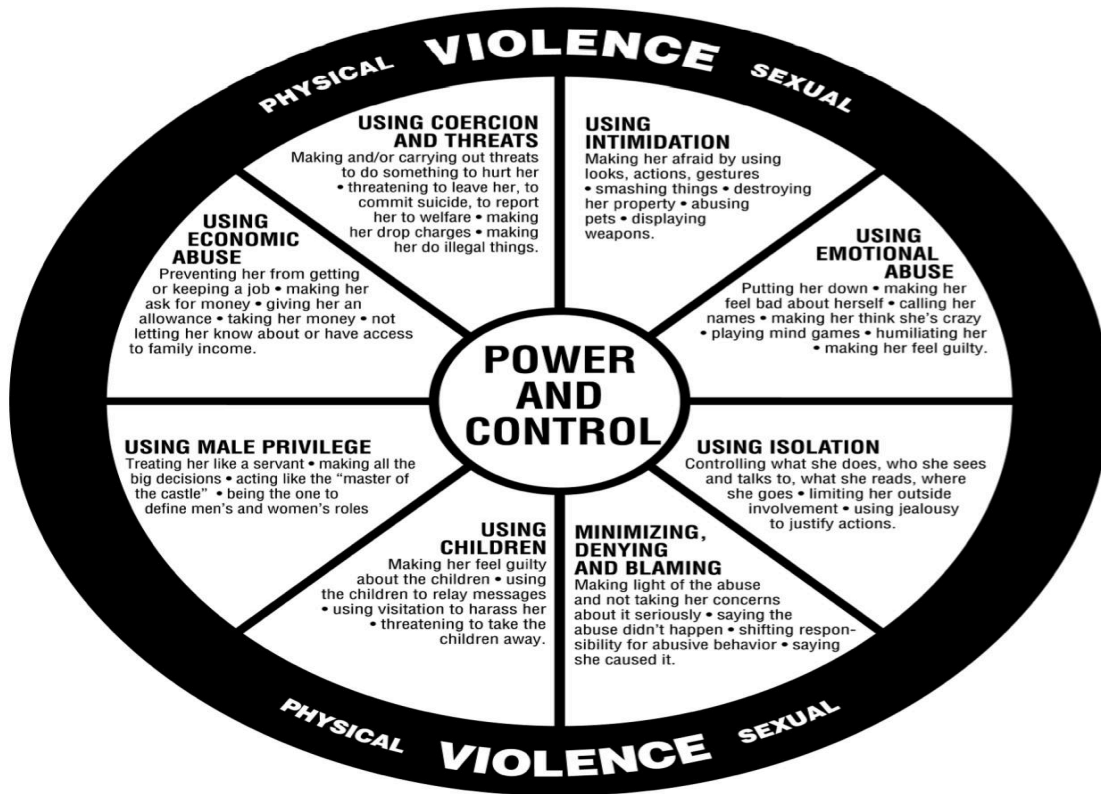 PHYSICAL VIOLENCE SEXUAL
USING COERCION
AND THREATS
Making and/or carrying out threats
to do something to hurt her
• threatening to leave her, to
commit suicide, to report
her to welfare • making
her drop charges • making
her do illegal things.
USING
INTIMIDATION
Making her afraid by using
looks, actions, gestures
• smashing things • destroying
her property • abusing
pets • displaying
weapons.
USING
ECONOMIC
ABUSE
Preventing her from getting
or keeping a job • making her
ask for money • giving her an
allowance • taking her money • not
letting her know about or have access
to family income.
USING
EMOTIONAL
ABUSE
Putting her down • making her
feel bad about herself • calling her
names • making her think she's crazy
• playing mind games • humiliating her
• making her feel guilty.
POWER
AND
CONTROL
USING MALE PRIVILEGE
Treating her like a servant • making all the
big decisions • acting like the “master of
the castle” • being the one to
define men's and women's roles
USING ISOLATION
Controlling what she does, who she sees
and talks to, what she reads, where
she goes • limiting her outside
involvement • using jealousy
to justify actions.
USING
CHILDREN
Making her feel guilty
about the children • using
the children to relay messages
• using visitation to harass her
• threatening to take the
children away.
MINIMIZING,
DENYING
AND BLAMING
Making light of the abuse
and not taking her concerns
about it seriously • saying the
abuse didn't happen • shifting respon-
sibility for abusive behavior • saying
she caused it.
PHYSICAL VIOLENCE SEXUAL